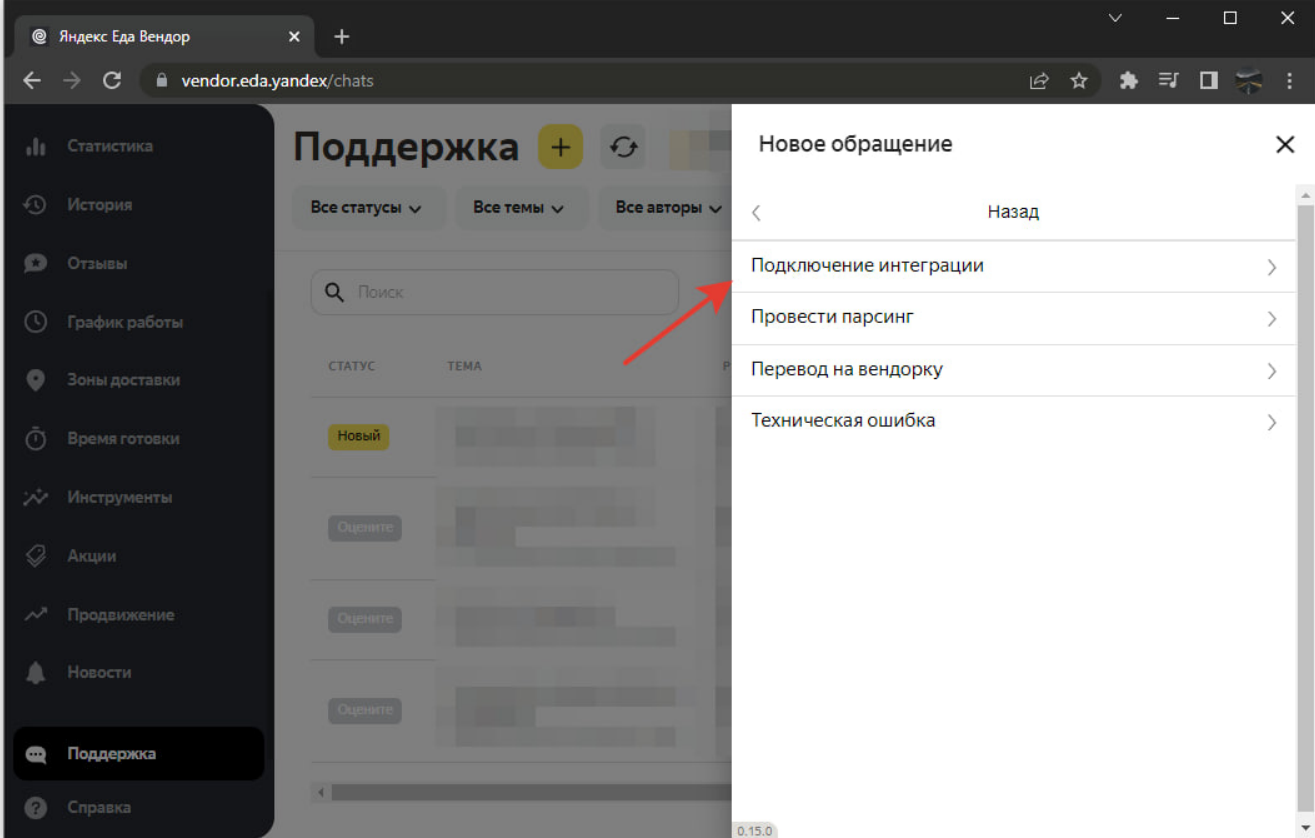 Яндекс Еда Вендор
vendor.eda.yandex/chats
Статистика
История
Отзывы
График работы
Зоны доставки
Время готовки
Инструменты
Акции
Продвижение
Новости
Поддержка
Справка
Поддержка
Все статусы
Все темы
Все авторы
Поиск
СТАТУС
ТЕМА
Новый
Оцените
Оцените
Оцените
Новое обращение
Назад
Подключение интеграции
Провести парсинг
Перевод на вендорку
Техническая ошибка
0.15.0